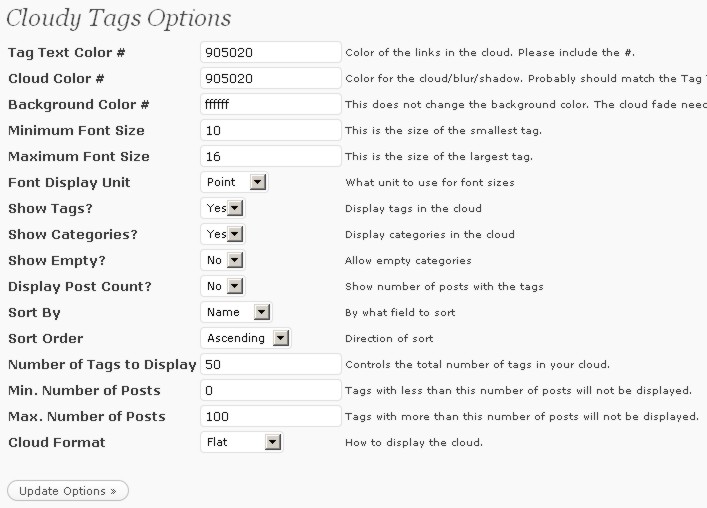 Cloudy Tags Options
Tag Text Color # 905020 Color of the links in the cloud. Please include the #.
Cloud Color # 905020 Color for the cloud/blur/shadow. Probably should match the Tag
Background Color # ffffff This does not change the background color. The cloud fade need
Minimum Font Size 10 This is the size of the smallest tag.
Maximum Font Size 16 This is the size of the largest tag.
Font Display Unit Point What unit to use for font sizes
Show Tags? Yes Display tags in the cloud
Show Categories? Yes Display categories in the cloud
Show Empty? No Allow empty categories
Display Post Count? No Show number of posts with the tags
Sort By Name By what field to sort
Sort Order Ascending Direction of sort
Number of Tags to Display 50 Controls the total number of tags in your cloud.
Min. Number of Posts 0 Tags with less than this number of posts will not be displayed.
Max. Number of Posts 100 Tags with more than this number of posts will not be displayed.
Cloud Format Flat How to display the cloud.
Update Options »